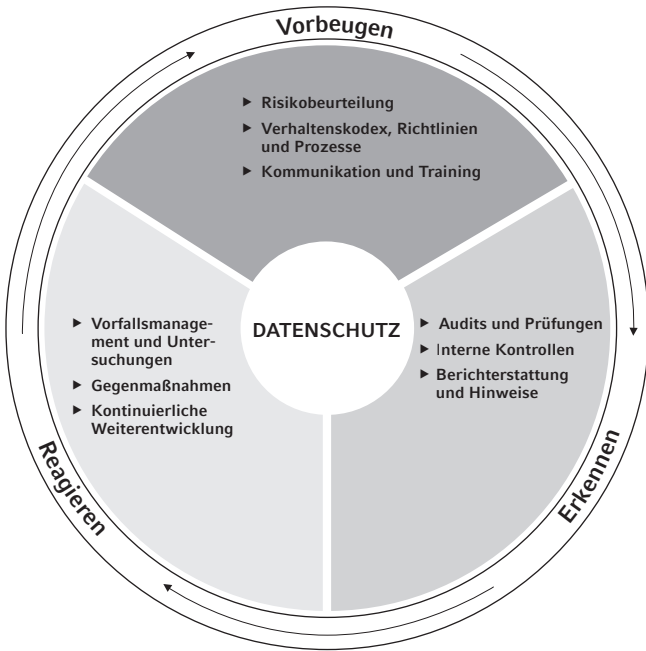 Vorbeugen
► Risikobeurteilung
► Verhaltenskodex, Richtlinien
und Prozesse
► Kommunikation und Training
DATENSCHUTZ
► Audits und Prüfungen
► Interne Kontrollen
► Berichterstattung
und Hinweise
Erkennen
► Vorfallsmanage-
ment und Unter-
suchungen
► Gegenmaßnahmen
► Kontinuierliche
Weiterentwicklung
Reagieren